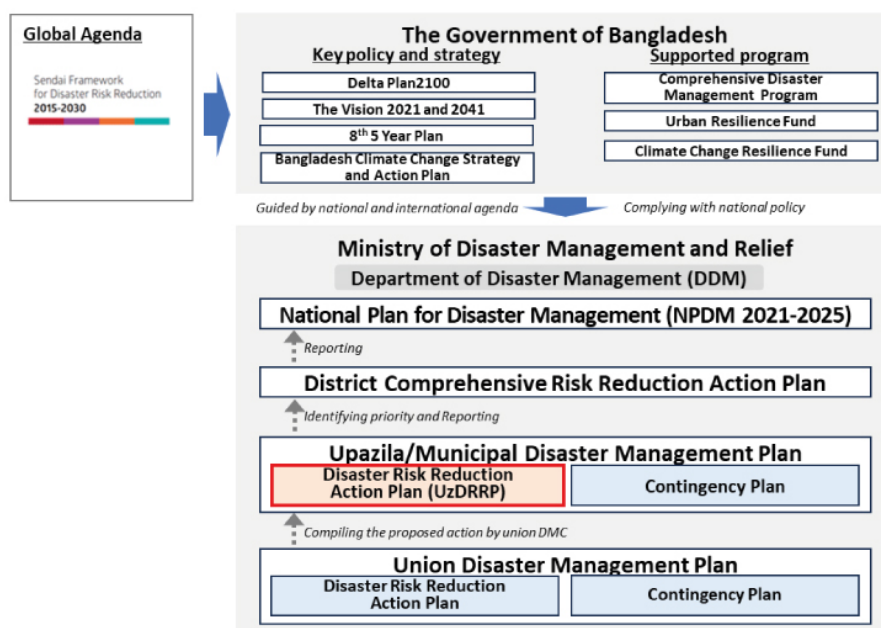 Global Agenda
Sendai Framework
for Disaster Risk Reduction
2015-2030
The Government of Bangladesh
Key policy and strategy
Delta Plan2100
The Vision 2021 and 2041
8th 5 Year Plan
Bangladesh Climate Change Strategy
and Action Plan
Supported program
Comprehensive Disaster
Management Program
Urban Resilience Fund
Climate Change Resilience Fund
Guided by national and international agenda
Complying with national policy
Ministry of Disaster Management and Relief
Department of Disaster Management (DDM)
National Plan for Disaster Management (NPDM 2021-2025)
Reporting
District Comprehensive Risk Reduction Action Plan
Identifying priority and Reporting
Upazila/Municipal Disaster Management Plan
Disaster Risk Reduction
Action Plan (UzDRRP)
Contingency Plan
Compiling the proposed action by union DMC
Union Disaster Management Plan
Disaster Risk Reduction
Action Plan
Contingency Plan